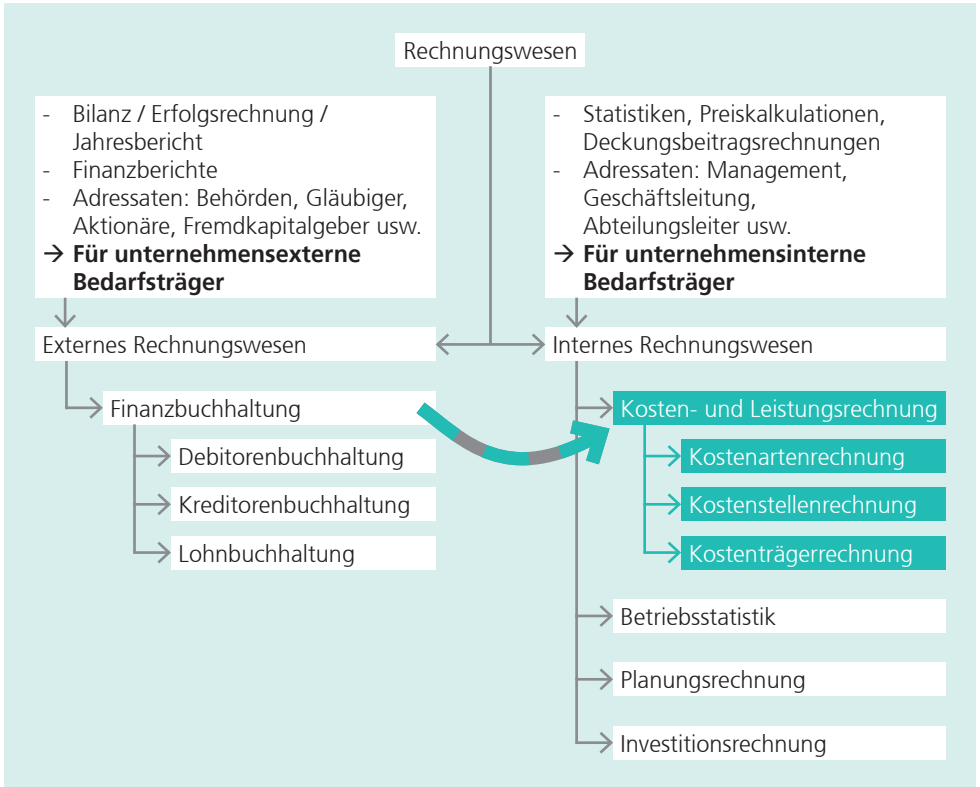 Rechnungswesen
- Bilanz / Erfolgsrechnung /
Jahresbericht
- Finanzberichte
- Adressaten: Behörden, Gläubiger,
Aktionäre, Fremdkapitalgeber usw.
→ Für unternehmensexterne
Bedarfsträger
- Statistiken, Preiskalkulationen,
Deckungsbeitragsrechnungen
- Adressaten: Management,
Geschäftsleitung,
Abteilungsleiter usw.
→ Für unternehmensinterne
Bedarfsträger
Externes Rechnungswesen
Internes Rechnungswesen
Finanzbuchhaltung
Debitorenbuchhaltung
Kreditorenbuchhaltung
Lohnbuchhaltung
Kosten- und Leistungsrechnung
Kostenartenrechnung
Kostenstellenrechnung
Kostenträgerrechnung
Betriebsstatistik
Planungsrechnung
Investitionsrechnung